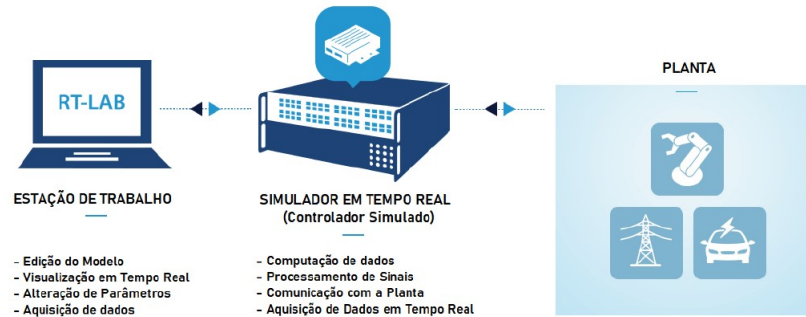 RT-LAB
ESTAÇÃO DE TRABALHO
- Edição do Modelo
- Visualização em Tempo Real
- Alteração de Parâmetros
- Aquisição de dados
SIMULADOR EM TEMPO REAL
(Controlador Simulado)
- Computação de dados
- Processamento de Sinais
- Comunicação com a Planta
- Aquisição de Dados em Tempo Real
PLANTA